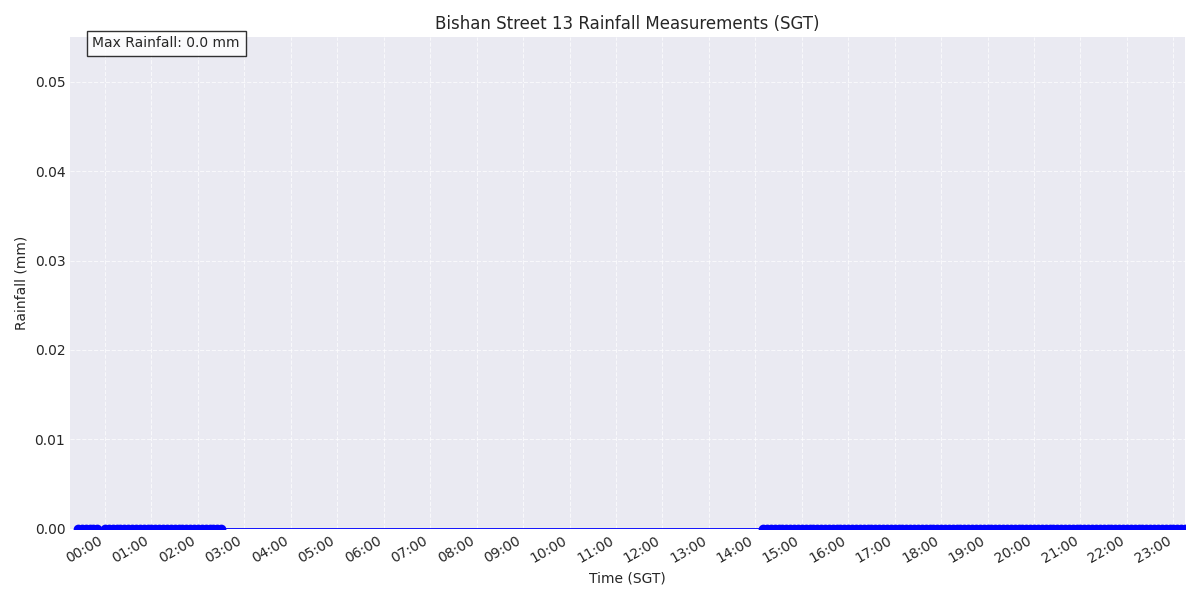 Bishan Street 13 Rainfall Measurements (SGT)
Max Rainfall: 0.0 mm
0.05
0.04
0.03
0.02
0.01
0.00
Rainfall (mm)
00:00 01:00 02:00 03:00 04:00 05:00 06:00 07:00 08:00 09:00 10:00 11:00 12:00 13:00 14:00 15:00 16:00 17:00 18:00 19:00 20:00 21:00 22:00 23:00
Time (SGT)